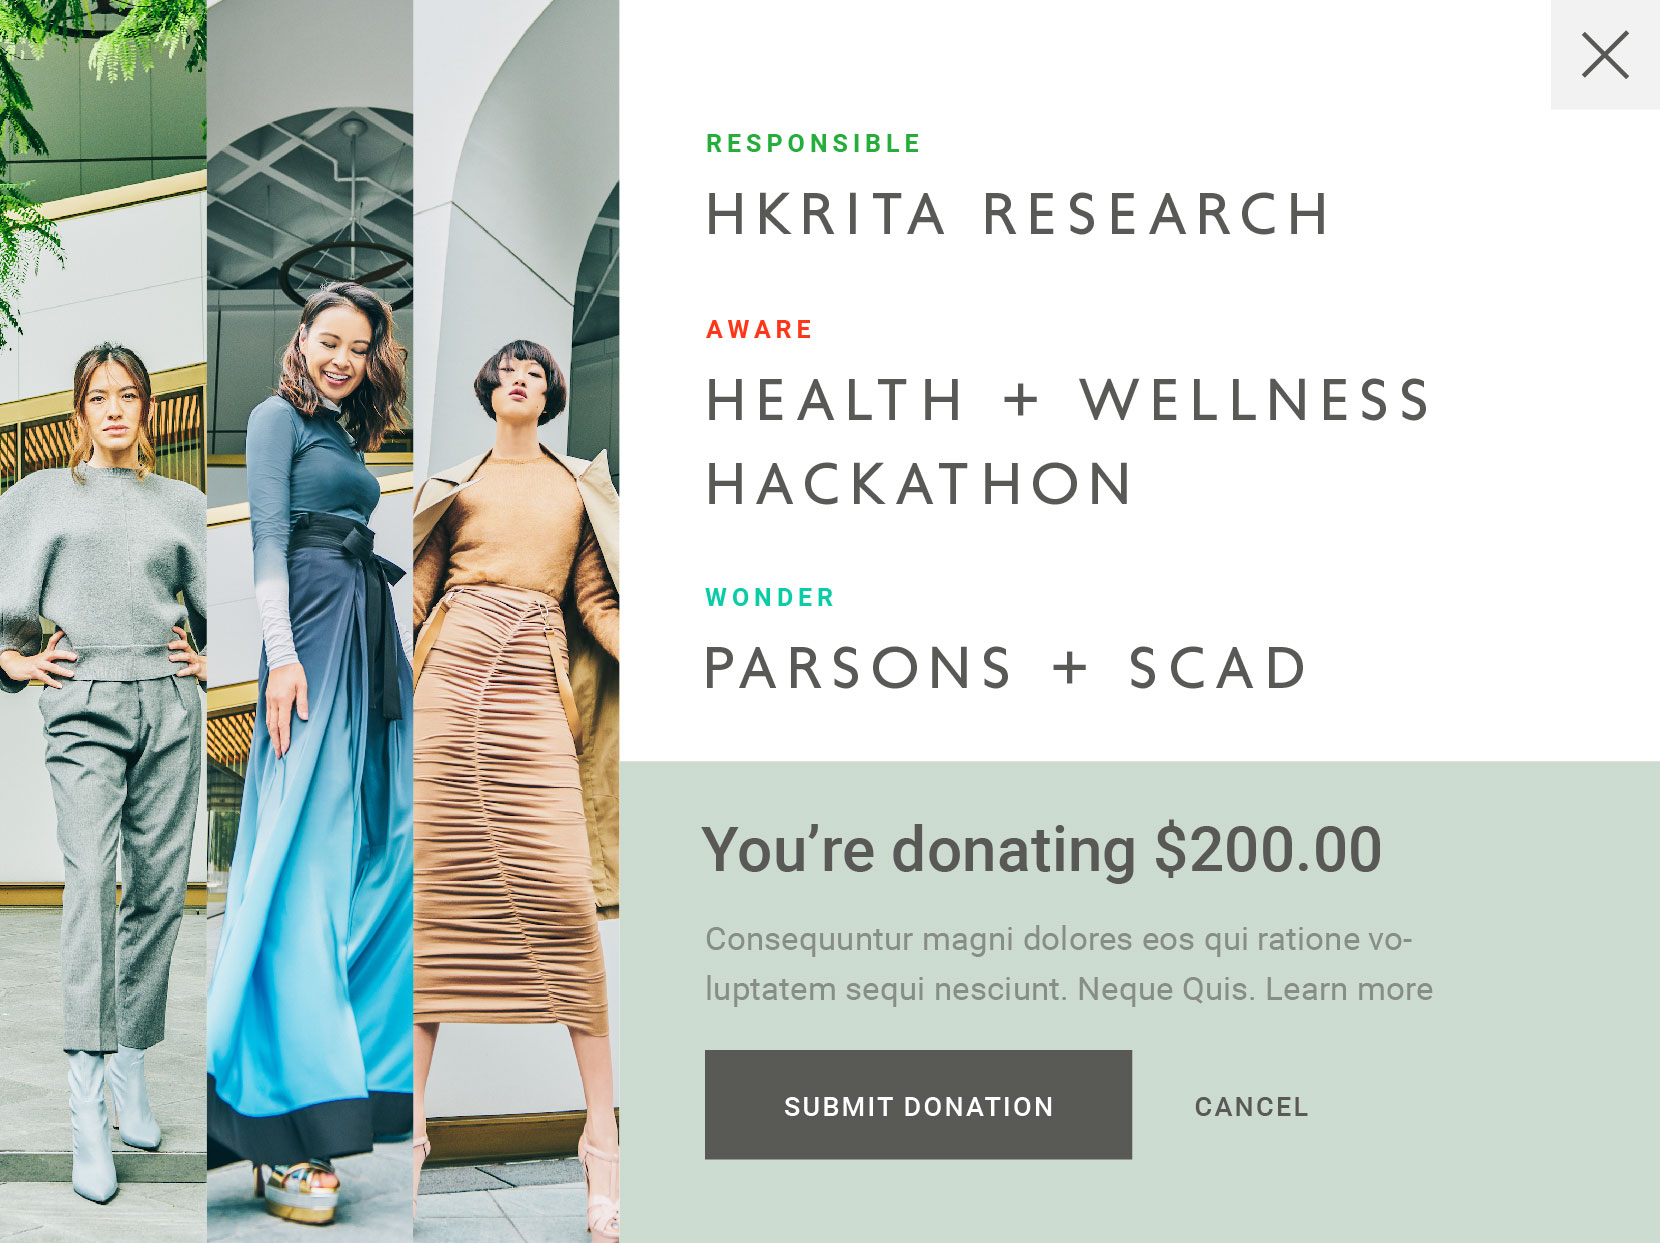 RESPONSIBLE
HKRITA RESEARCH
AWARE
HEALTH + WELLNESS
HACKATHON
WONDER
PARSONS + SCAD
You’re donating $200.00
Consequuntur magni dolores eos qui ratione vo-
luptatem sequi nesciunt. Neque Quis. Learn more
SUBMIT DONATION
CANCEL